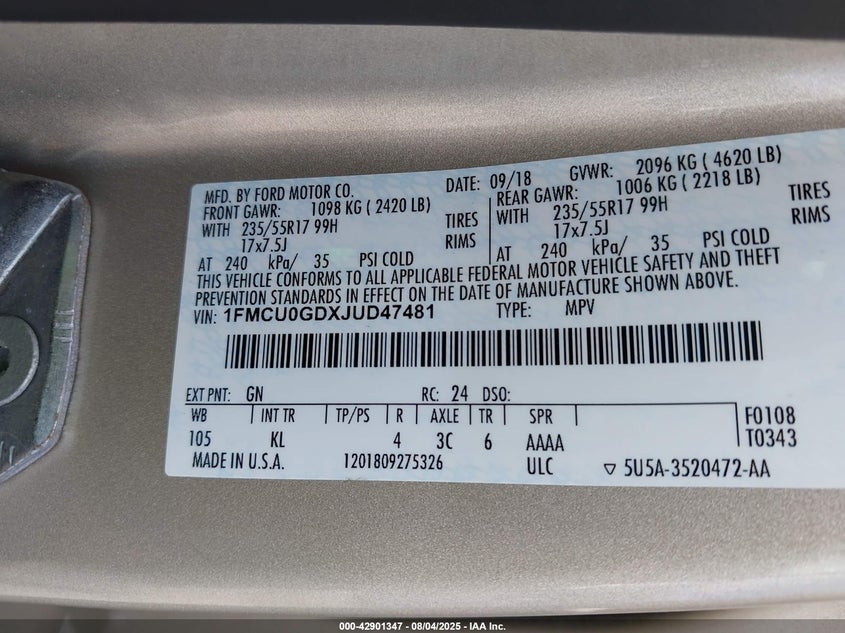 MFD. BY FORD MOTOR CO. DATE: 09/18 GVWR: 2096 KG ( 4620 LB)
FRONT GAWR: 1098 KG ( 2420 LB) REAR GAWR: 1006 KG ( 2218 LB)
WITH 235/55R17 99H TIRES WITH 235/55R17 99H TIRES
17x7.5J RIMS 17x7.5J RIMS
AT 240 kPa/ 35 PSI COLD AT 240 kPa/ 35 PSI COLD
THIS VEHICLE CONFORMS TO ALL APPLICABLE FEDERAL MOTOR VEHICLE SAFETY AND THEFT
PREVENTION STANDARDS IN EFFECT ON THE DATE OF MANUFACTURE SHOWN ABOVE.
VIN: 1FMCU0GDXJUD47481 TYPE: MPV
EXT PNT: GN RC: 24 DSO:
WB INT TR TP/PS R AXLE TR SPR F0108
105 KL 4 3C 6 AAAA T0343
MADE IN U.S.A. 1201809275326 ULC ▽ 5U5A-3520472-AA
000-42901347 - 08/04/2025 - IAA Inc.